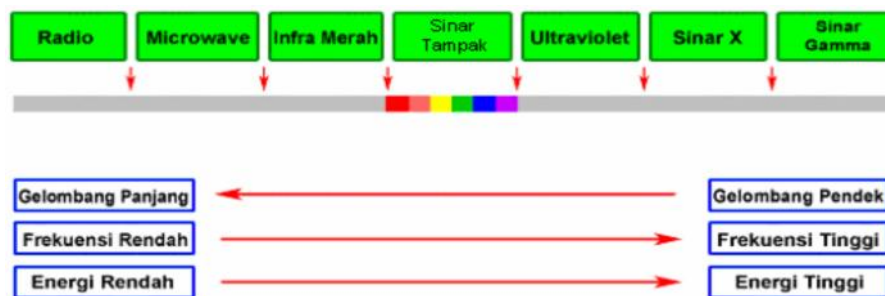 Radio
Microwave
Infra Merah
Sinar
Tampak
Ultraviolet
Sinar X
Sinar
Gamma
Gelombang Panjang
Gelombang Pendek
Frekuensi Rendah
Frekuensi Tinggi
Energi Rendah
Energi Tinggi